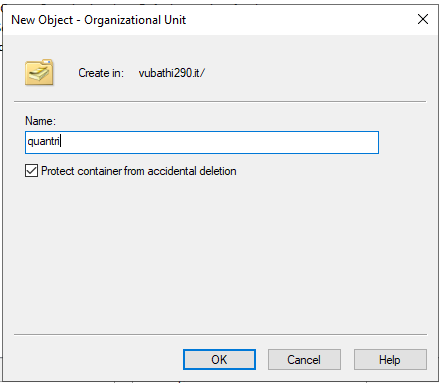 New Object - Organizational Unit
Create in: vubathi290.it/
Name:
quantri
Protect container from accidental deletion
OK Cancel Help